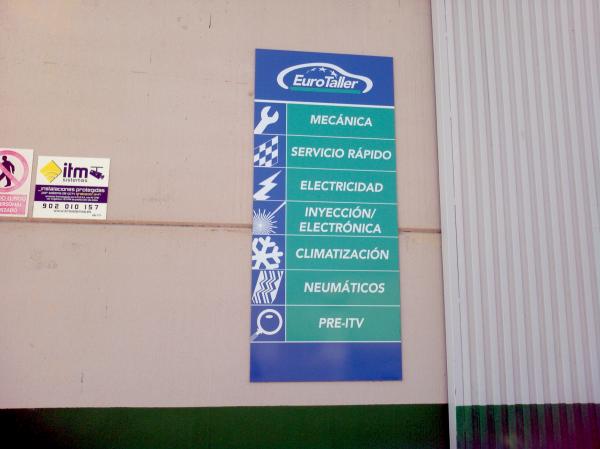 EuroTaller
MECÁNICA
SERVICIO RÁPIDO
ELECTRICIDAD
INYECCIÓN/
ELECTRÓNICA
CLIMATIZACIÓN
NEUMÁTICOS
PRE-ITV
itm
sistemas
instalaciones protegidas
902 010 157